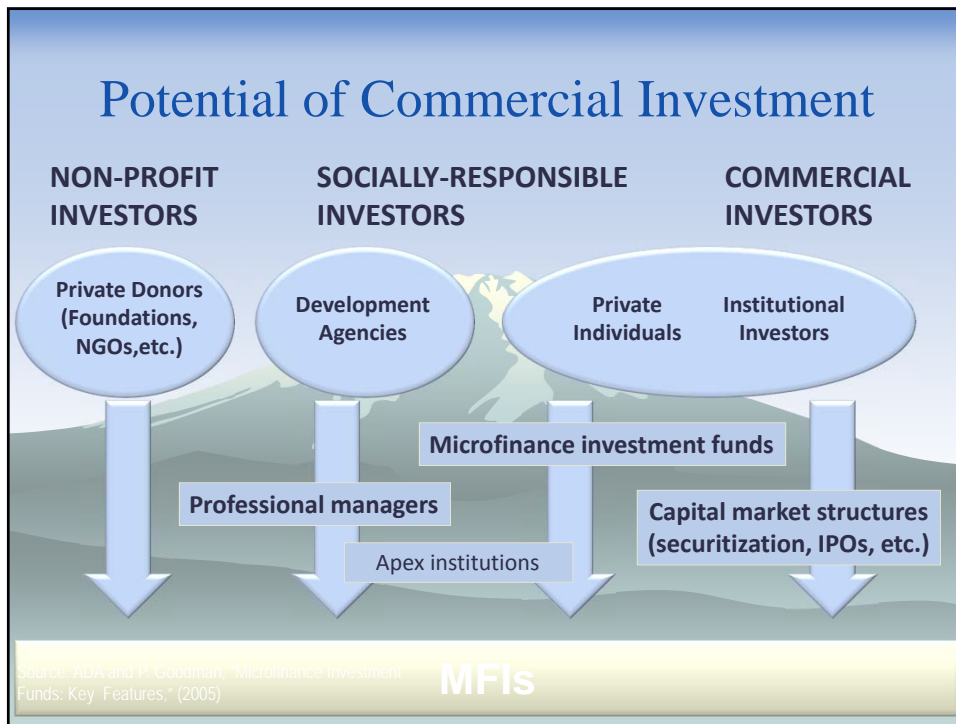 Potential of Commercial Investment
NON-PROFIT
INVESTORS
SOCIALLY-RESPONSIBLE
INVESTORS
COMMERCIAL
INVESTORS
Private Donors
(Foundations,
NGOs,etc.)
Development
Agencies
Private
Individuals
Institutional
Investors
Microfinance investment funds
Professional managers
Capital market structures
(securitization, IPOs, etc.)
Apex institutions
Source: ADA and P. Goodman, "Microfinance Investment
Funds: Key Features," (2005)
MFIs